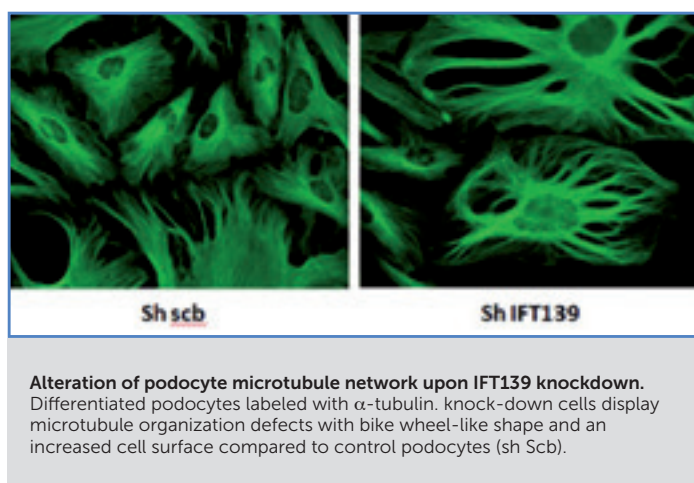 Sh scb
Sh IFT139
Alteration of podocyte microtubule network upon IFT139 knockdown.
Differentiated podocytes labeled with α-tubulin. knock-down cells display
microtubule organization defects with bike wheel-like shape and an
increased cell surface compared to control podocytes (sh Scb).